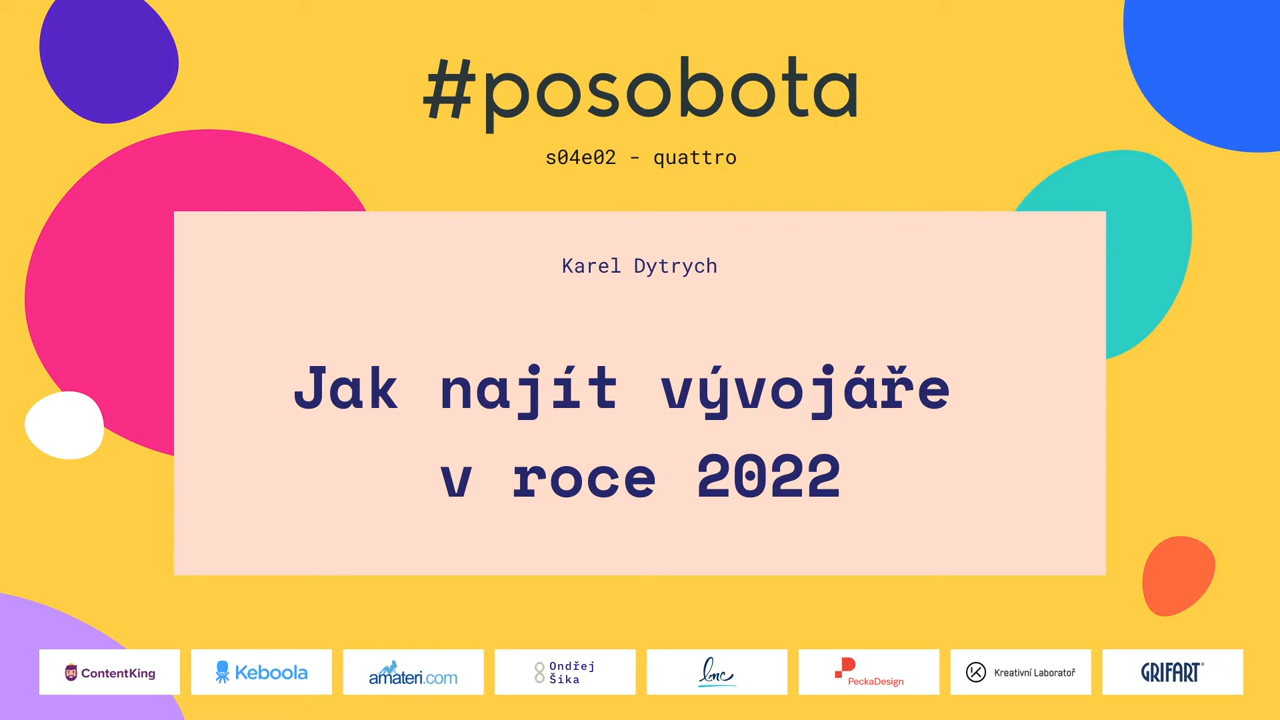 #posobota
s04e02 - quattro
Karel Dytrych
Jak najít vývojáře
v roce 2022
ContentKing
Keboola
amateri.com
Ondřej
Šika
bnc
PeckaDesign
Kreativní Laboratoř
GRIFART